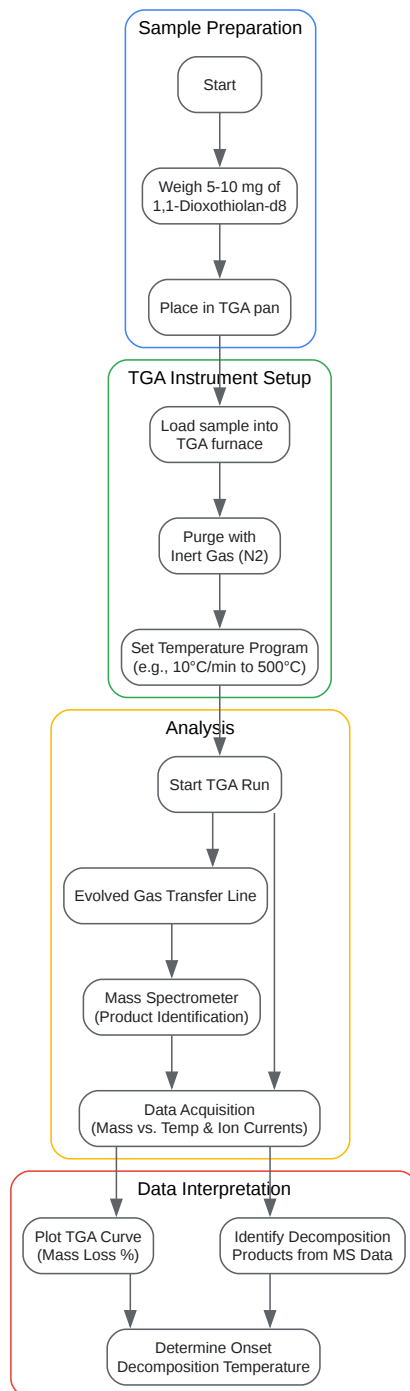 Sample Preparation
Start
Weigh 5-10 mg of
1,1-Dioxothiolan-d8
Place in TGA pan
TGA Instrument Setup
Load sample into
TGA furnace
Purge with
Inert Gas (N2)
Set Temperature Program
(e.g., 10°C/min to 500°C)
Analysis
Start TGA Run
Evolved Gas Transfer Line
Mass Spectrometer
(Product Identification)
Data Acquisition
(Mass vs. Temp & Ion Currents)
Data Interpretation
Plot TGA Curve
(Mass Loss %)
Identify Decomposition
Products from MS Data
Determine Onset
Decomposition Temperature